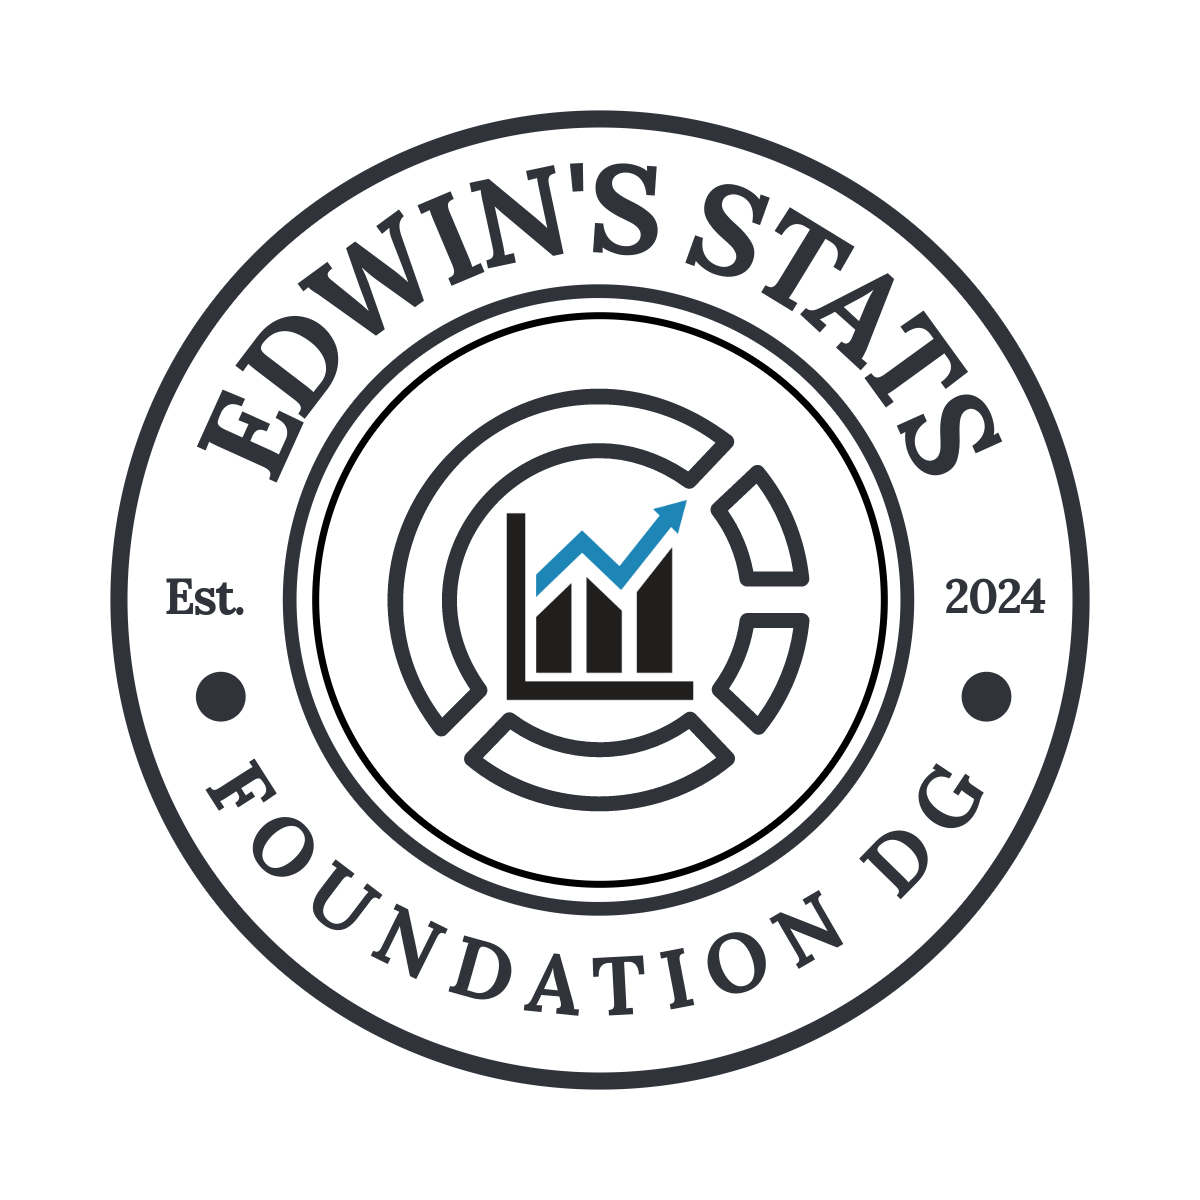 EDWIN'S STATS
Est.
2024
FOUNDATION DG